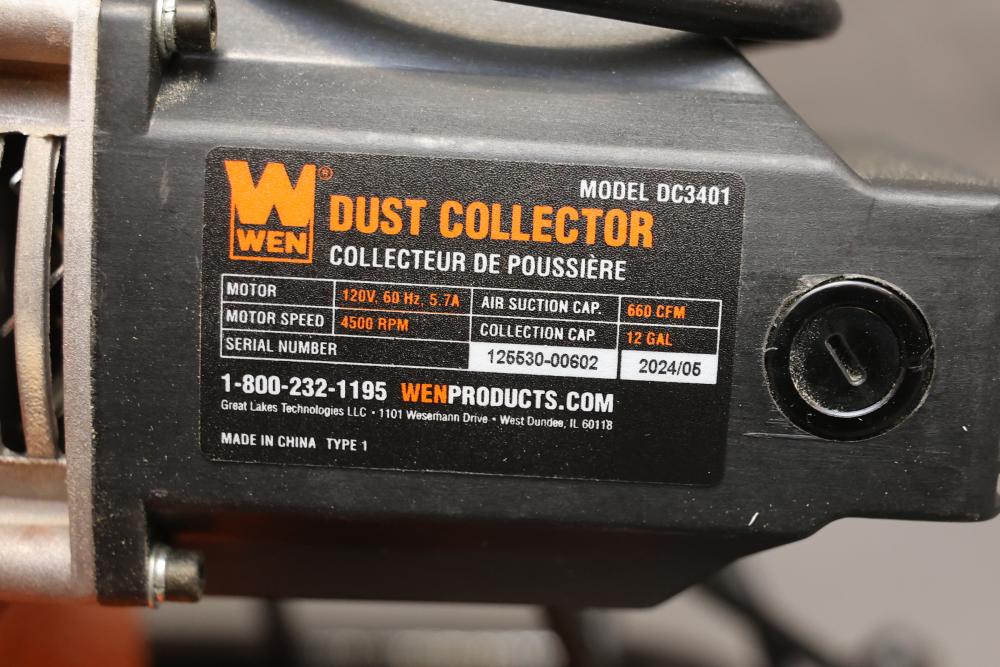 W®
WEN
MODEL DC3401
DUST COLLECTOR
COLLECTEUR DE POUSSIÈRE
MOTOR 120V, 60 Hz, 5.7A AIR SUCTION CAP. 660 CFM
MOTOR SPEED 4500 RPM COLLECTION CAP. 12 GAL
SERIAL NUMBER 125530-00602 2024/05
1-800-232-1195 WENPRODUCTS.COM
Great Lakes Technologies LLC • 1101 Wesemann Drive • West Dundee, IL 60118
MADE IN CHINA TYPE 1